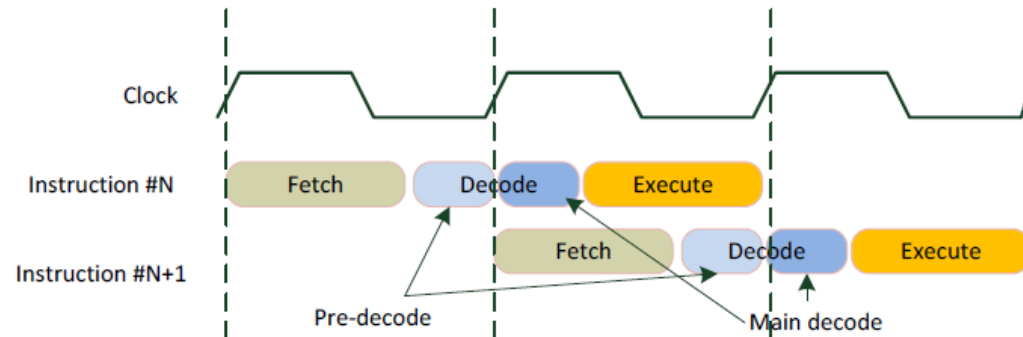 Clock
Instruction #N
Fetch
Decode
Execute
Instruction #N+1
Fetch
Decode
Execute
Pre-decode
Main decode